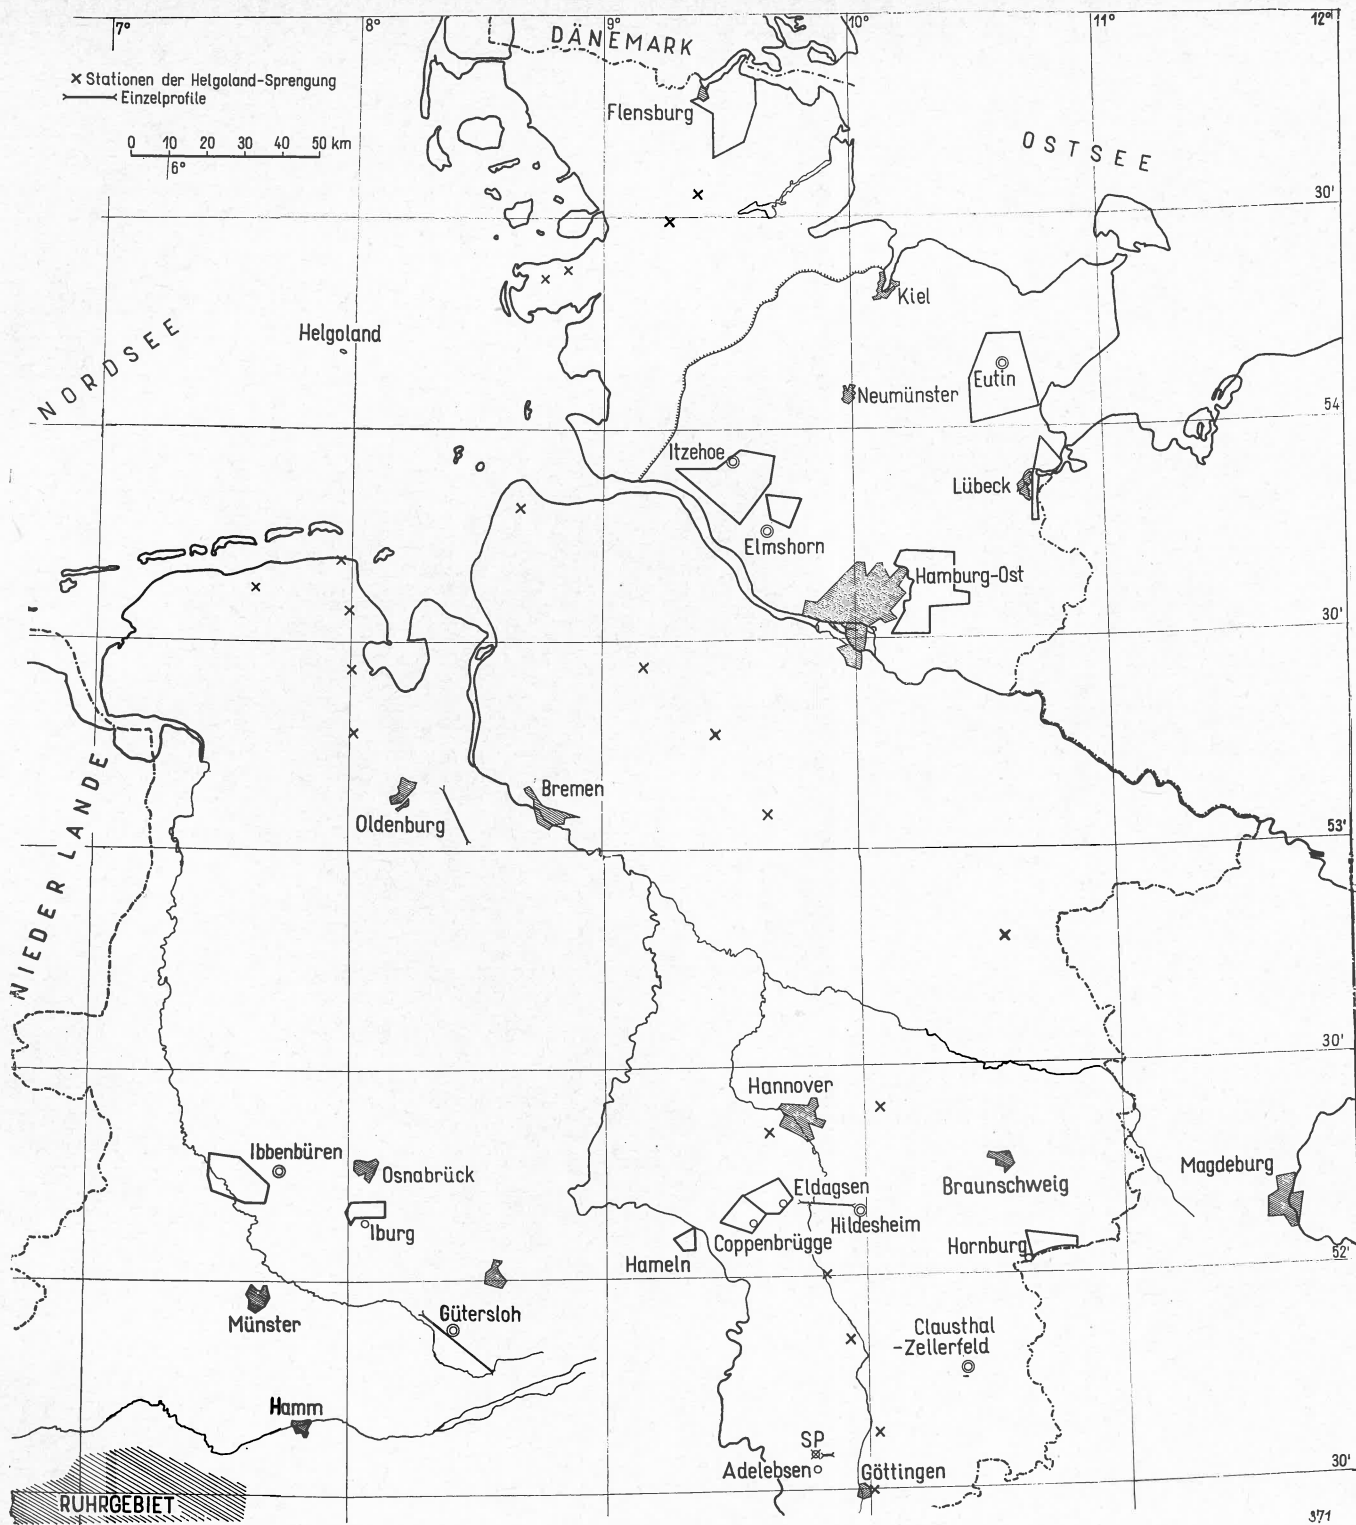 7°
8°
9°
10°
11°
12°
DÄNEMARK
x Stationen der Helgoland-Sprengung
Einzelprofile
0 10 20 30 40 50 km
6°
Flensburg
OSTSEE
30'
Kiel
Helgoland
NORDSEE
Eutin
Neumünster
54
Itzehoe
Lübeck
Elmshorn
Hamburg-Ost
30'
NIEDERLANDE
Bremen
Oldenburg
53'
30'
Hannover
Ibbenbüren
Osnabrück
Magdeburg
Braunschweig
Eldagsen
Hildesheim
Iburg
Coppenbrügge
Hornburg
Hameln
52'
Gütersloh
Münster
Clausthal
-Zellerfeld
Hamm
SP
Adelebsen
Göttingen
30'
RUHRGEBIET
371